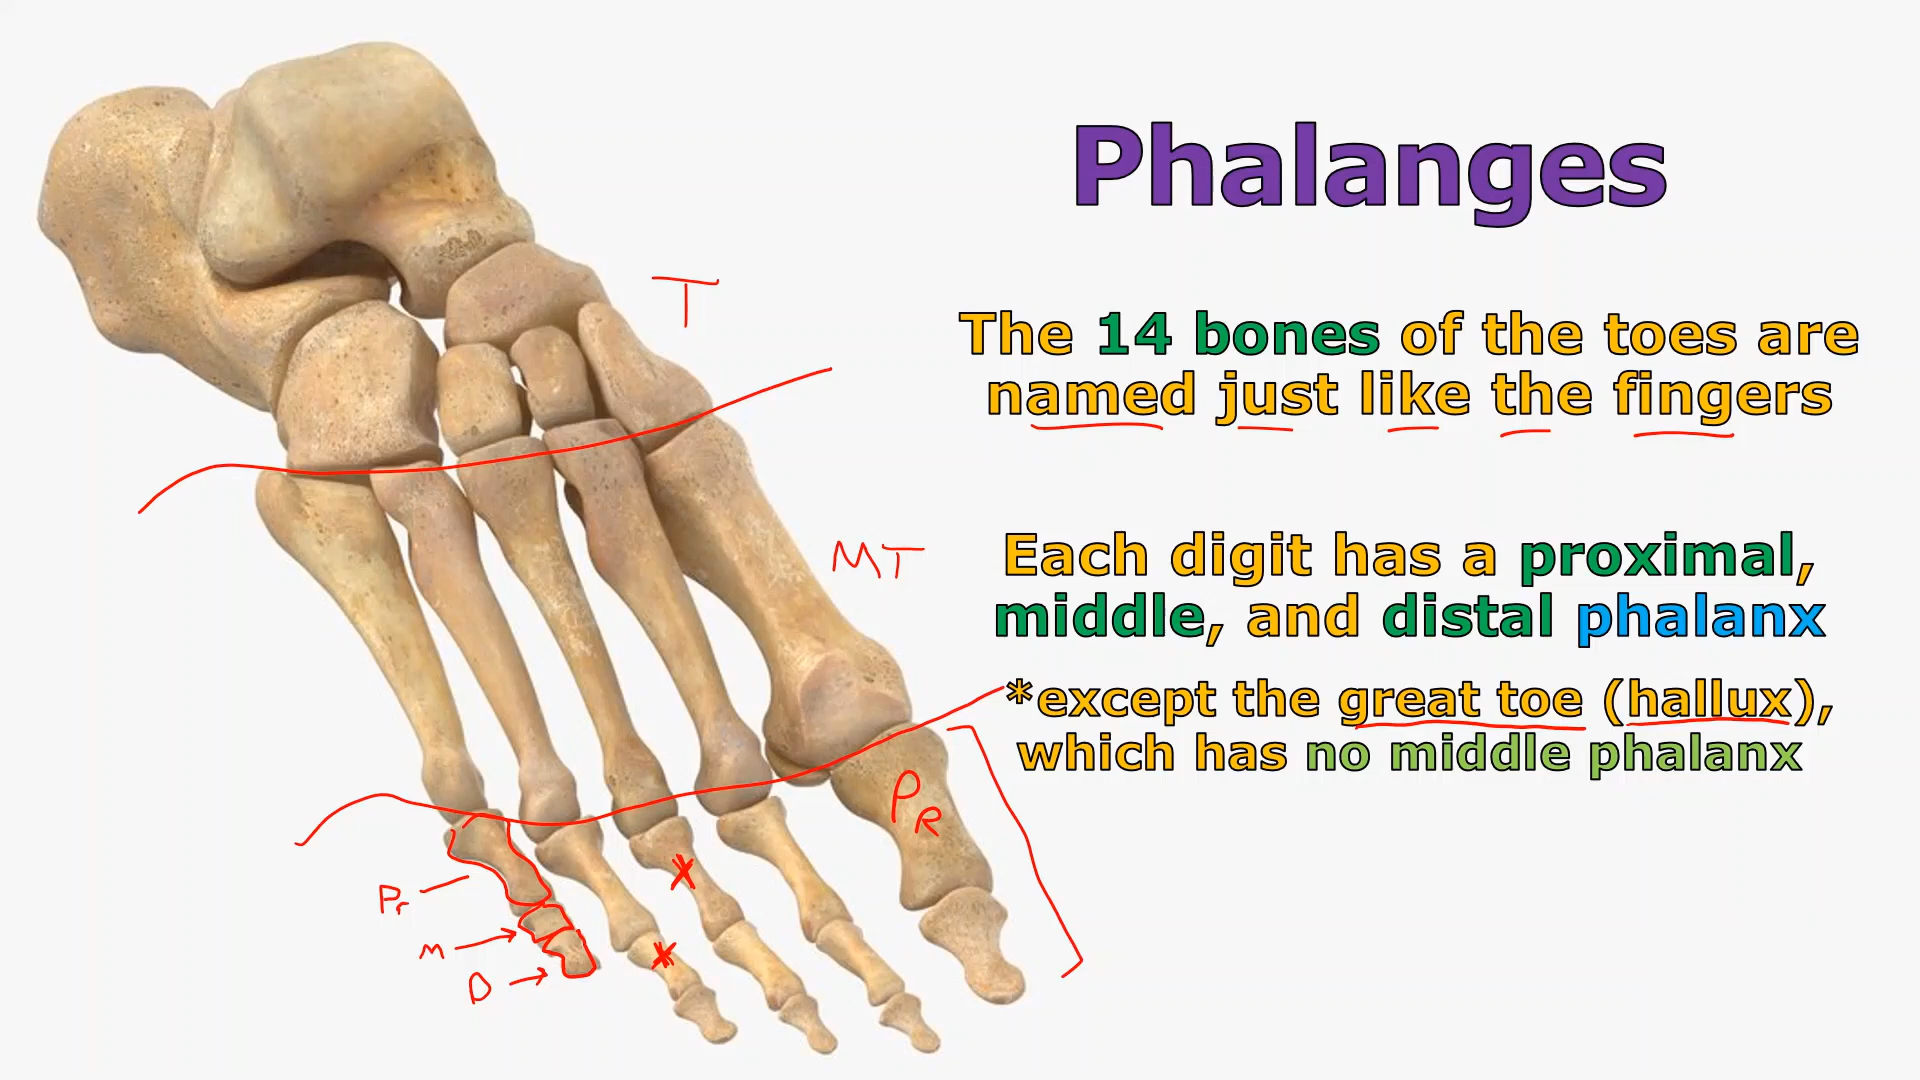 Phalanges
The 14 bones of the toes are
named just like the fingers
Each digit has a proximal,
middle, and distal phalanx
*except the great toe (hallux),
which has no middle phalanx
T
MT
PR
Pr
m
D